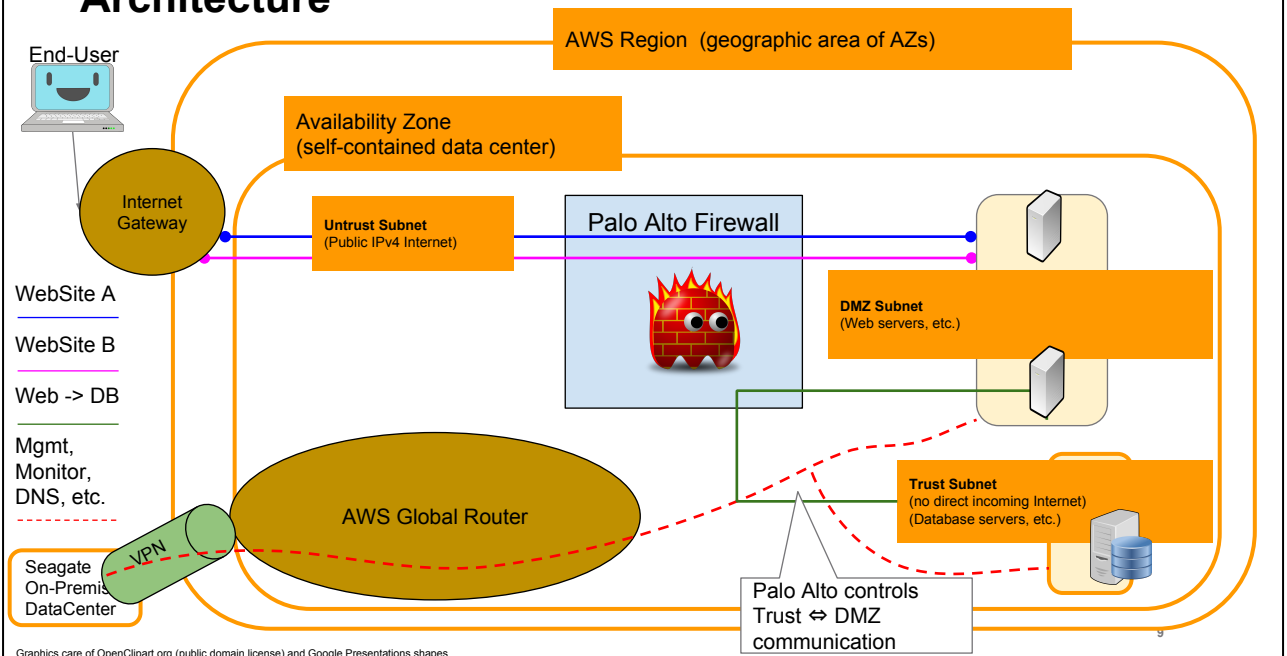 Architecture
End-User
AWS Region (geographic area of AZs)
Availability Zone
(self-contained data center)
Internet
Gateway
Untrust Subnet
(Public IPv4 Internet)
Palo Alto Firewall
WebSite A
WebSite B
Web -> DB
Mgmt,
Monitor,
DNS, etc.
DMZ Subnet
(Web servers, etc.)
Trust Subnet
(no direct incoming Internet)
(Database servers, etc.)
AWS Global Router
VPN
Seagate
On-Premis
DataCenter
Palo Alto controls
Trust ⇔ DMZ
communication
9
Graphics care of OpenClipart.org (public domain license) and Google Presentations shapes